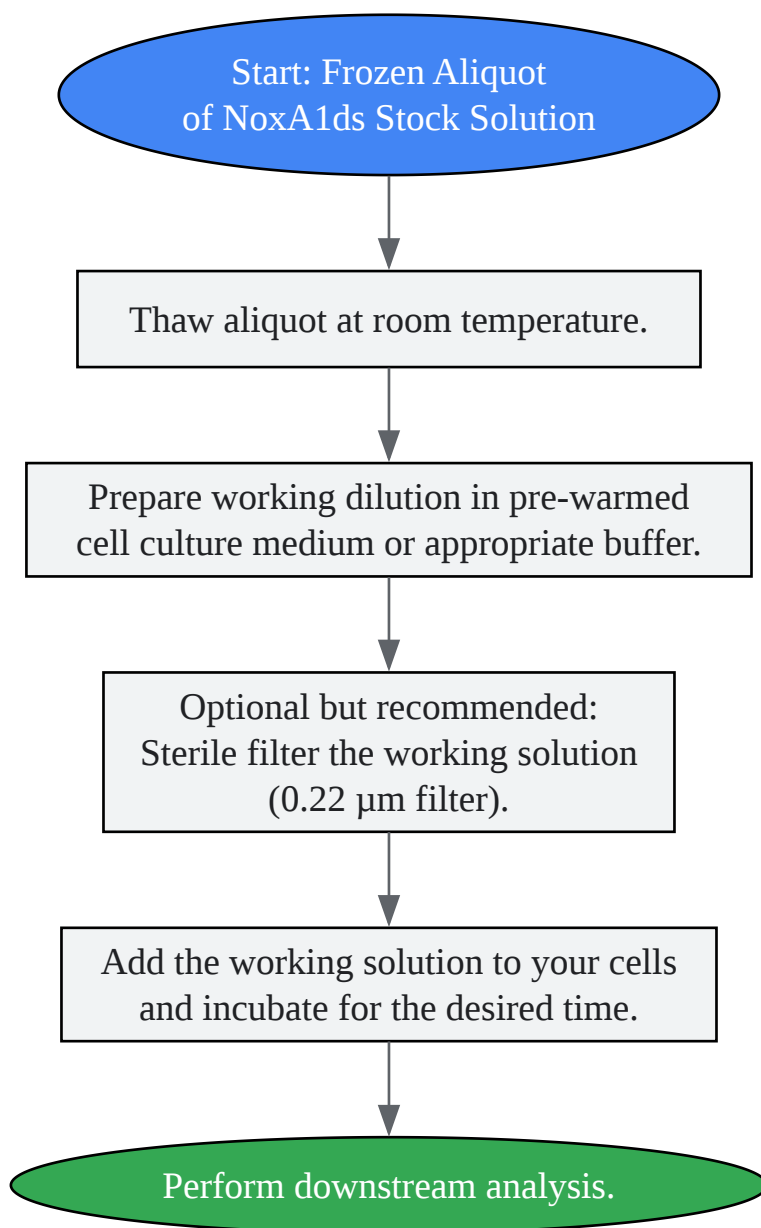 Start: Frozen Aliquot
of NoxA1ds Stock Solution
Thaw aliquot at room temperature.
Prepare working dilution in pre-warmed
cell culture medium or appropriate buffer.
Optional but recommended:
Sterile filter the working solution
(0.22 µm filter).
Add the working solution to your cells
and incubate for the desired time.
Perform downstream analysis.